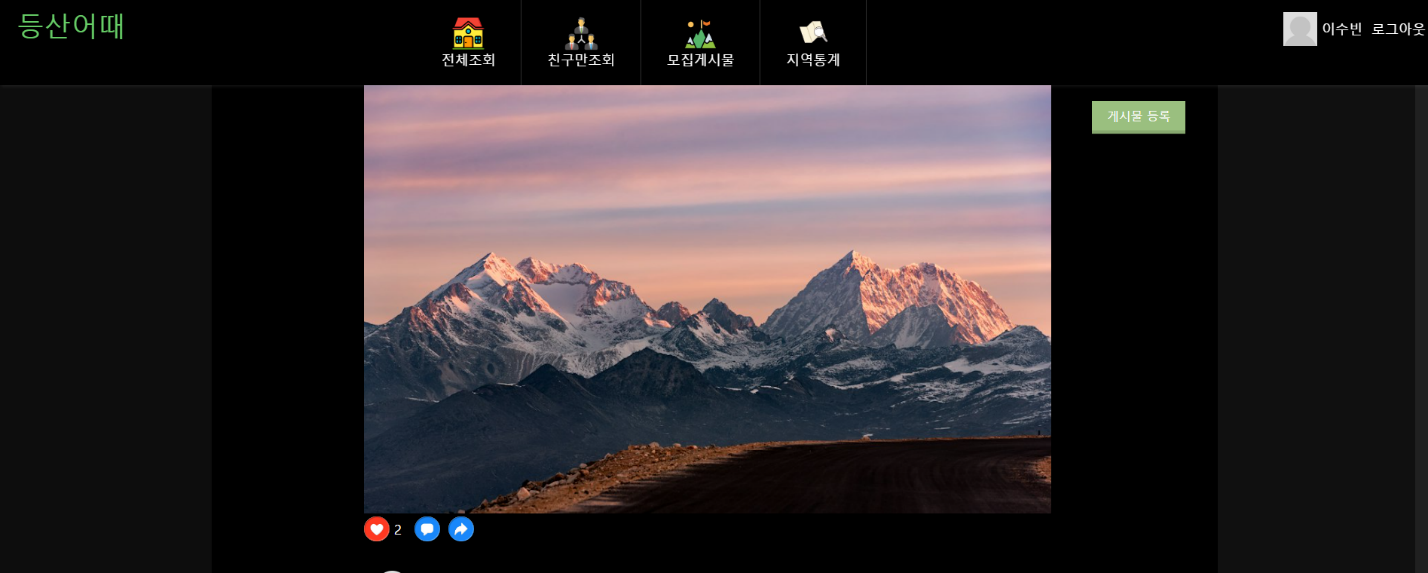 등산어때
전체조회
친구만조회
모집게시물
지역통계
이수빈 로그아웃
게시물 등록
2